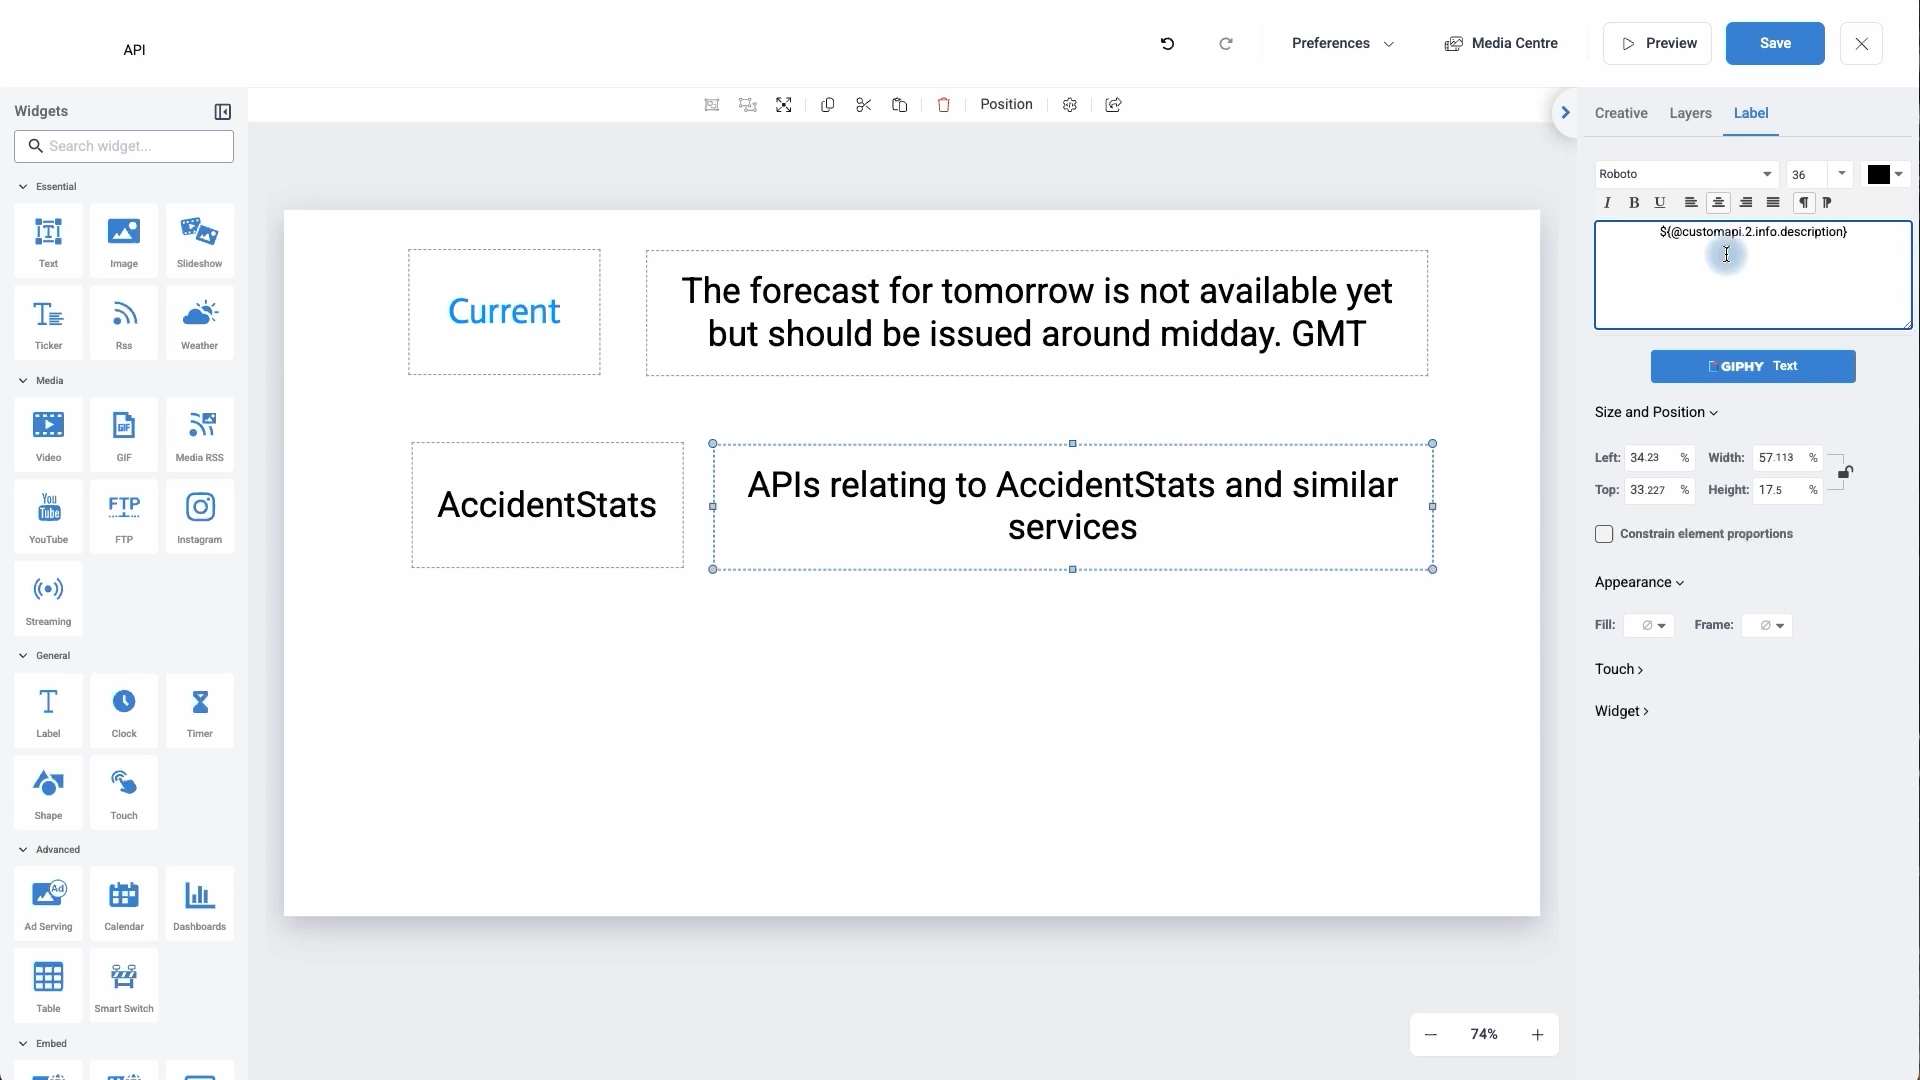 API
Preferences
Media Centre
Preview
Save
Widgets
Search widget...
Essential
Text
Image
Slideshow
Ticker
Rss
Weather
Media
Video
GIF
GIF
Media RSS
You
Tube
YouTube
FTP
FTP
Instagram
Streaming
General
Label
Clock
Timer
Shape
Touch
Advanced
Ad
Ad Serving
Calendar
Dashboards
Table
Smart Switch
Embed
Position
Current
The forecast for tomorrow is not available yet
but should be issued around midday. GMT
AccidentStats
APIs relating to AccidentStats and similar
services
74%
Creative
Layers
Label
Roboto
36
I B U
${@customapi.2.info.description}
GIPHY Text
Size and Position
Left: 34.23 % Width: 57.113 %
Top: 33.227 % Height: 17.5 %
Constrain element proportions
Appearance
Fill: Frame:
Touch
Widget